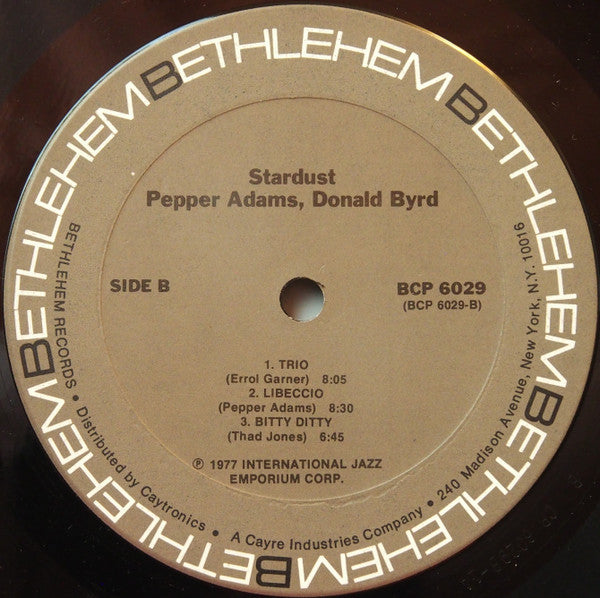 BETHLEHEM BETHLEHEM BETHLEHEM BETHLEHEM BETHLEHEM BETHLEHEM
Stardust
Pepper Adams, Donald Byrd
SIDE B
BCP 6029
(BCP 6029-B)
1. TRIO
(Errol Garner) 8:05
2. LIBECCIO
(Pepper Adams) 8:30
3. BITTY DITTY
(Thad Jones) 6:45
℗ 1977 INTERNATIONAL JAZZ
EMPORIUM CORP.
BETHLEHEM RECORDS • Distributed by Caytronics • A Cayre Industries Company • 240 Madison Avenue, New York, N.Y. 10016